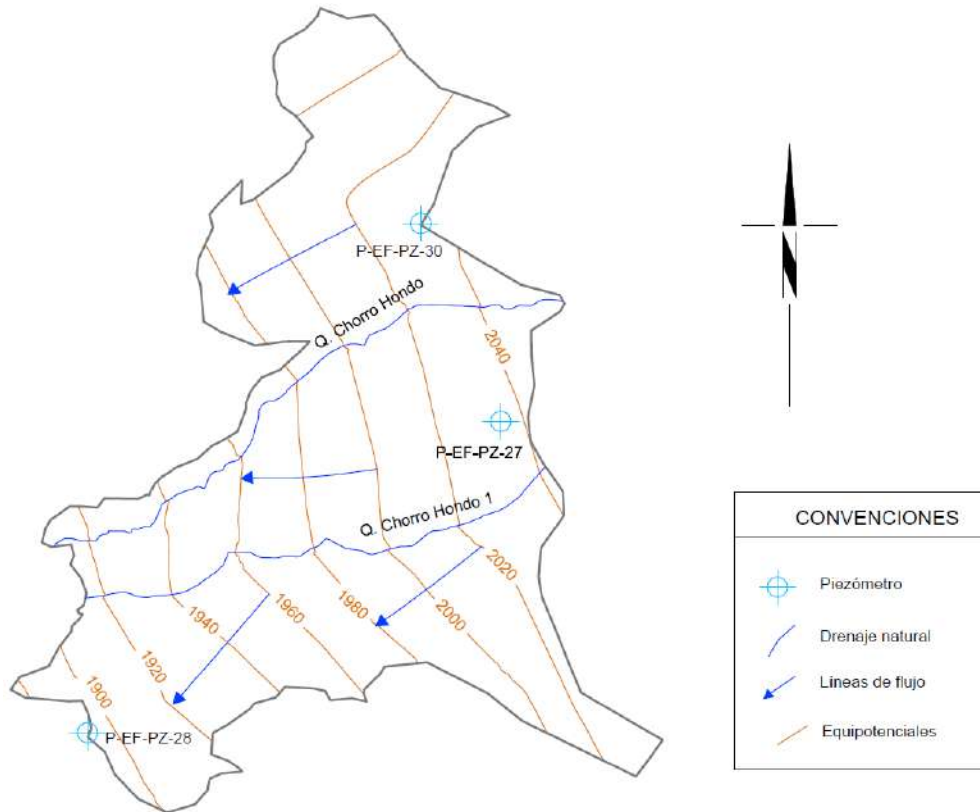 P-EF-PZ-30
Q. Chorro Hondo
2040
P-EF-PZ-27
Q. Chorro Hondo 1
2020
2000
1980
1960
1940
1920
1900
P-EF-PZ-28
CONVENCIONES
Piezómetro
Drenaje natural
Líneas de flujo
Equipotenciales